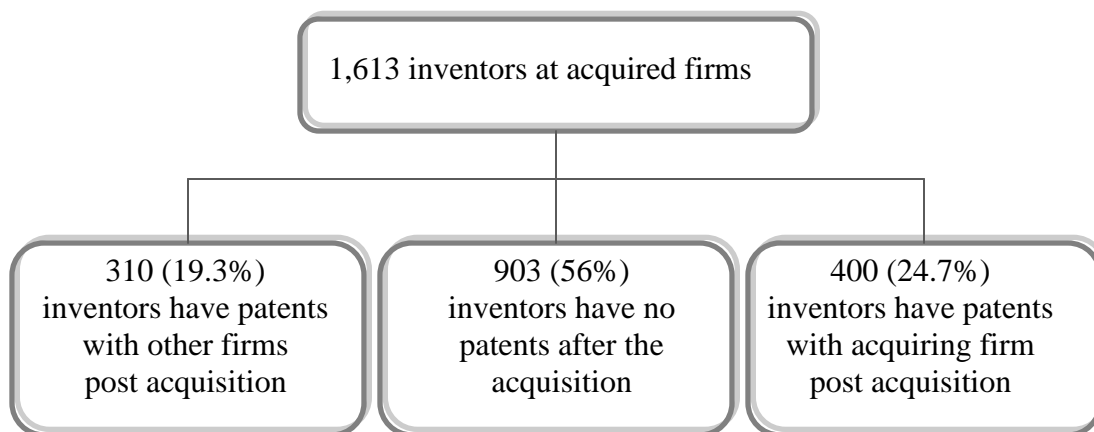 1,613 inventors at acquired firms
310 (19.3%)
inventors have patents
with other firms
post acquisition
903 (56%)
inventors have no
patents after the
acquisition
400 (24.7%)
inventors have patents
with acquiring firm
post acquisition